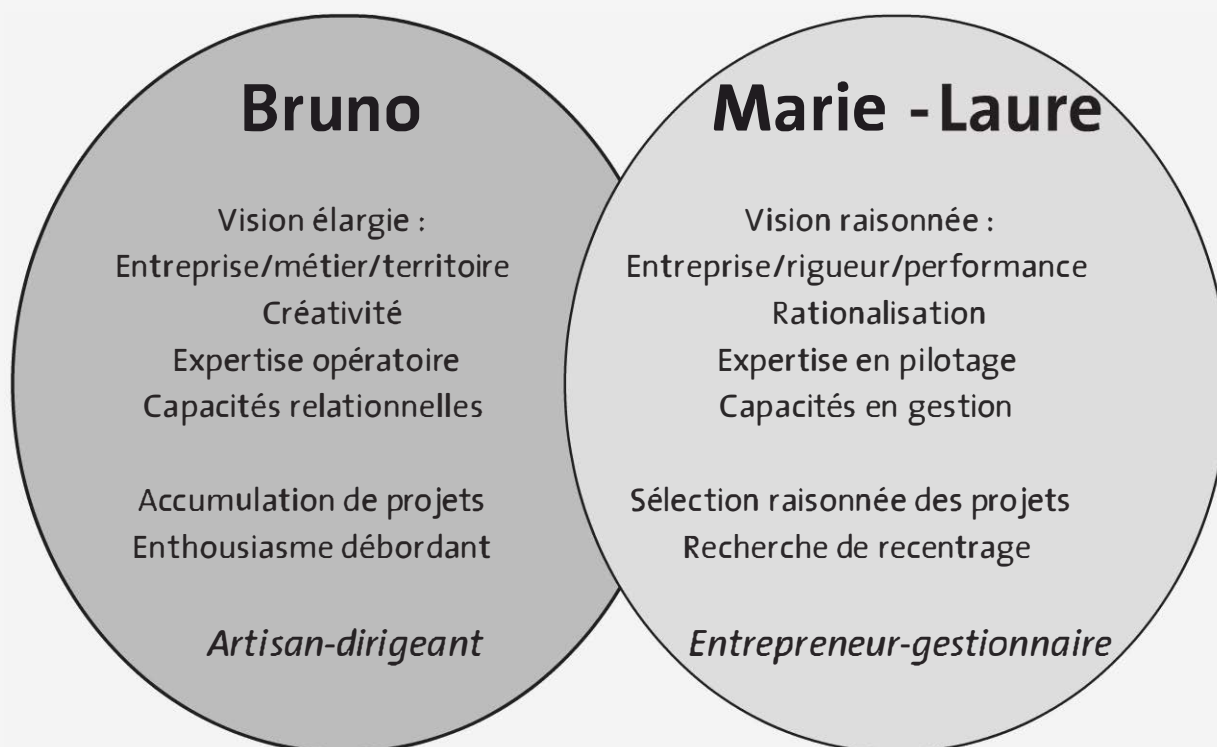 Bruno
Vision élargie :
Entreprise/métier/territoire
Créativité
Expertise opératoire
Capacités relationnelles
Accumulation de projets
Enthousiasme débordant
Artisan-dirigeant
Marie -Laure
Vision raisonnée :
Entreprise/rigueur/performance
Rationalisation
Expertise en pilotage
Capacités en gestion
Sélection raisonnée des projets
Recherche de recentrage
Entrepreneur-gestionnaire